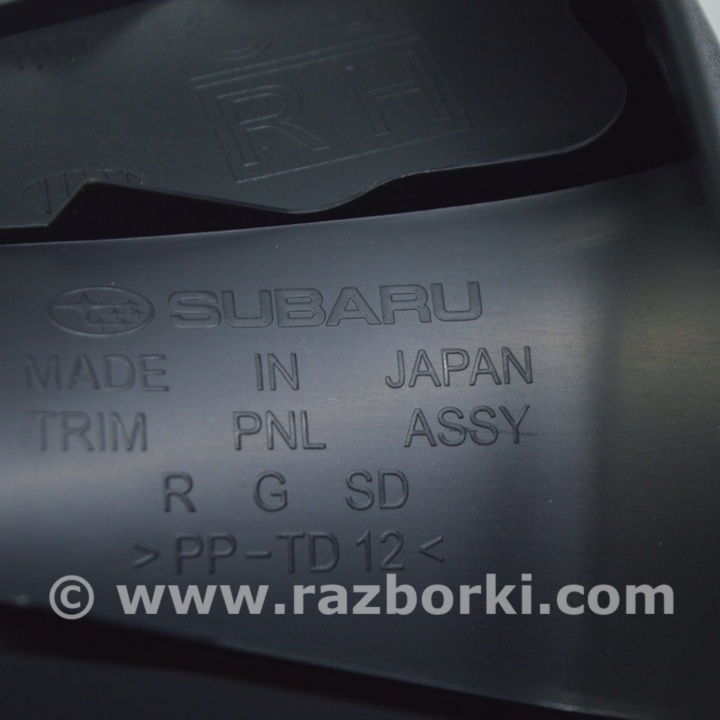 RH
SUBARU
MADE IN JAPAN
TRIM PNL ASSY
R G SD
>PP-TD12<
© www.razborki.com